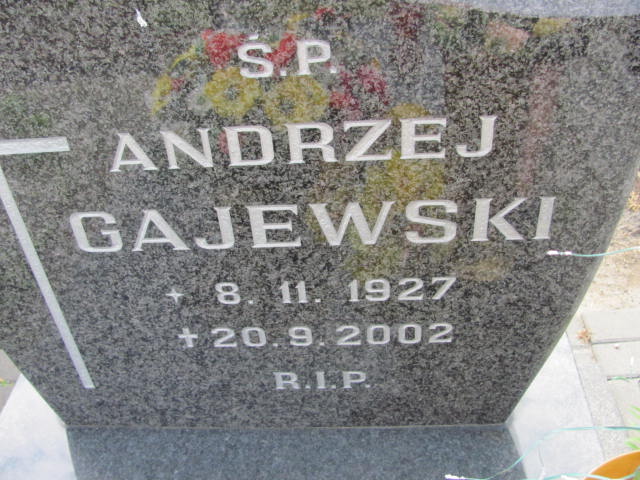 Ś.P.
ANDRZEJ
GAJEWSKI
+ 8. 11. 1927
+ 20.9.2002
R.I.P.